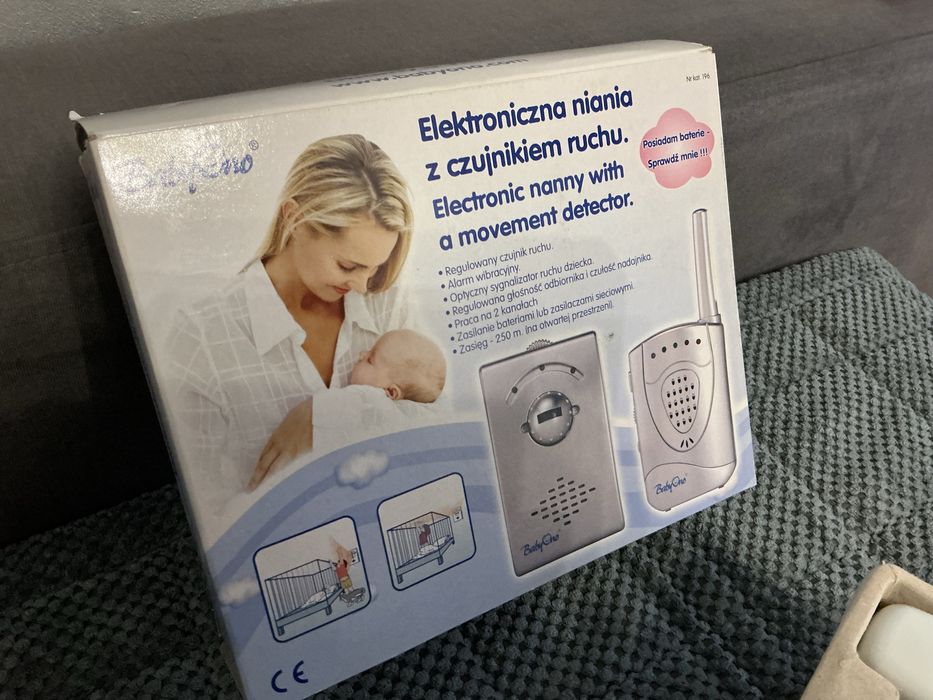 www.babyono.com
Nr kat. 196
BabyOno®
Elektroniczna niania
z czujnikiem ruchu.
Electronic nanny with
a movement detector.
Posiadam baterie -
Sprawdź mnie !!!
• Regulowany czujnik ruchu.
• Alarm wibracyjny.
• Optyczny sygnalizator ruchu dziecka.
• Regulowana głośność odbiornika i czułość nadajnika.
• Praca na 2 kanałach
• Zasilanie bateriami lub zasilaczami sieciowymi.
• Zasięg - 250 m. (na otwartej przestrzeni).
BabyOno
BabyOno
CE